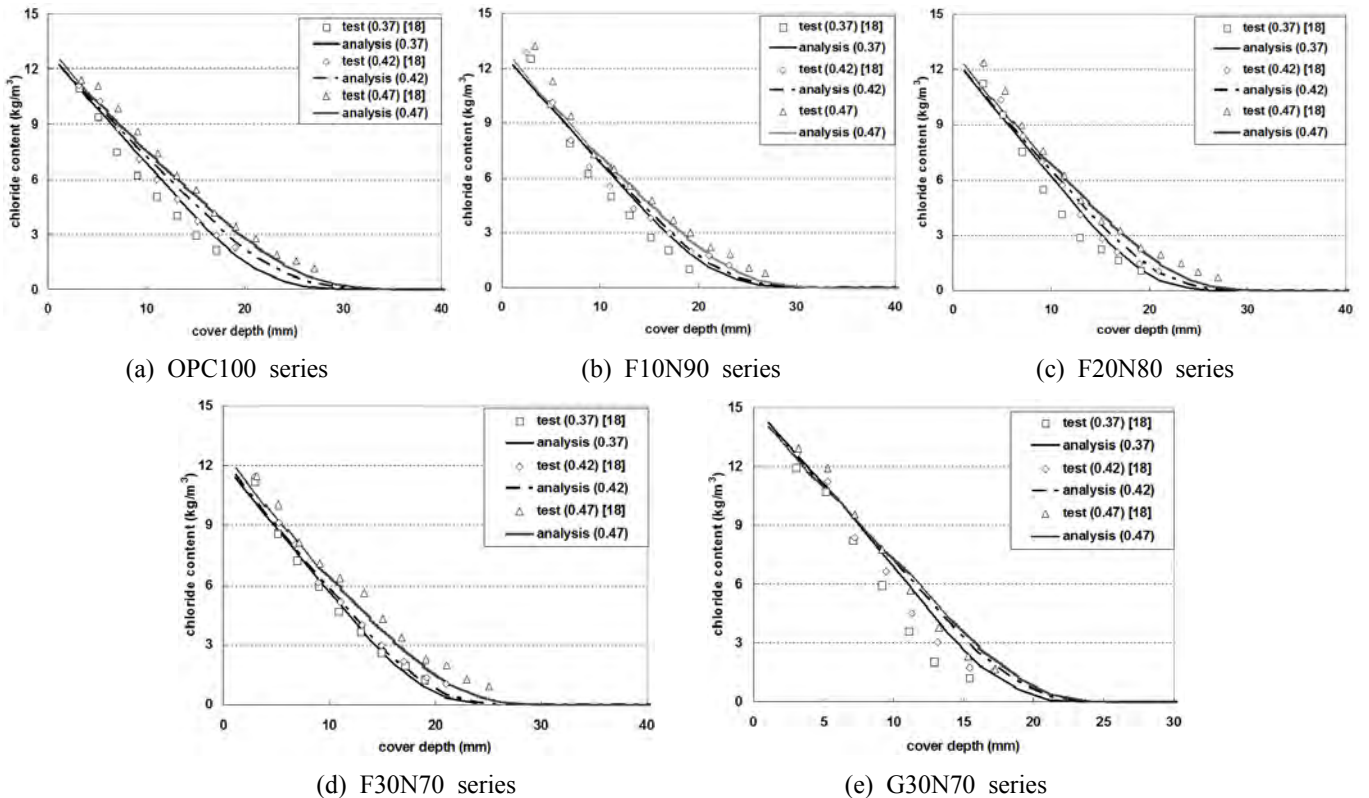 15
12
9
6
3
0
chloride content (kg/m³)
0 10 20 30 40
cover depth (mm)
test (0.37) [18]
analysis (0.37)
test (0.42) [18]
analysis (0.42)
test (0.47) [18]
analysis (0.47)
(a) OPC100 series
15
12
9
6
3
0
chloride content (kg/m³)
0 10 20 30 40
cover depth (mm)
test (0.37) [18]
analysis (0.37)
test (0.42) [18]
analysis (0.42)
test (0.47)
analysis (0.47)
(b) F10N90 series
15
12
9
6
3
0
chloride content (kg/m³)
0 10 20 30 40
cover depth (mm)
test (0.37) [18]
analysis (0.37)
test (0.42) [18]
analysis (0.42)
test (0.47) [18]
analysis (0.47)
(c) F20N80 series
15
12
9
6
3
0
chloride content (kg/m³)
0 10 20 30 40
cover depth (mm)
test (0.37) [18]
analysis (0.37)
test (0.42) [18]
analysis (0.42)
test (0.47) [18]
analysis (0.47)
(d) F30N70 series
15
12
9
6
3
0
chloride content (kg/m³)
0 5 10 15 20 25 30
cover depth (mm)
test (0.37) [18]
analysis (0.37)
test (0.42) [18]
analysis (0.42)
test (0.47) [18]
analysis (0.47)
(e) G30N70 series